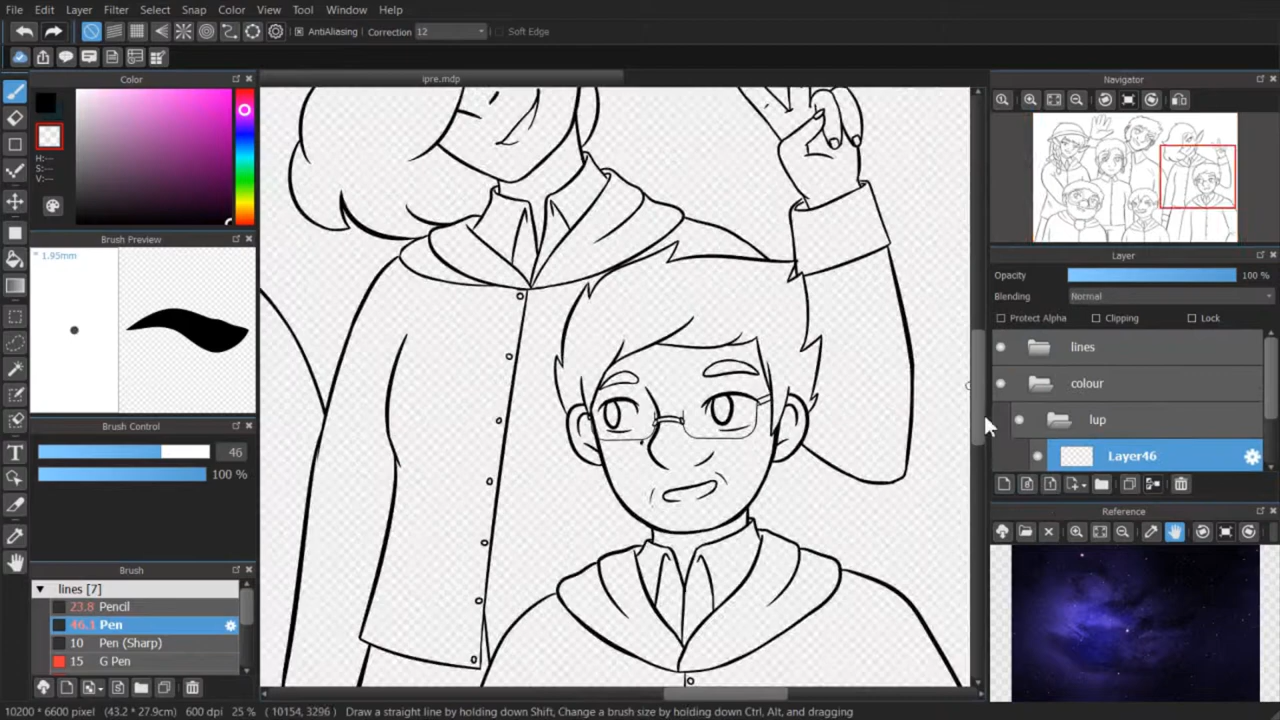 File Edit Layer Filter Select Snap Color View Tool Window Help
AntiAliasing Correction 12 Soft Edge
Color
ipre.mdp
Navigator
H:---
S:---
V:---
Brush Preview
* 1.95mm
Layer
Opacity 100 %
Blending Normal
Protect Alpha Clipping Lock
lines
colour
lup
Layer46
Brush Control
46
100 %
Reference
Brush
lines [7]
23.8 Pencil
46.1 Pen
10 Pen (Sharp)
15 G Pen
10200 * 6600 pixel (43.2 * 27.9cm) 600 dpi 25 % ( 10154, 3296 ) Draw a straight line by holding down Shift, Change a brush size by holding down Ctrl, Alt, and dragging